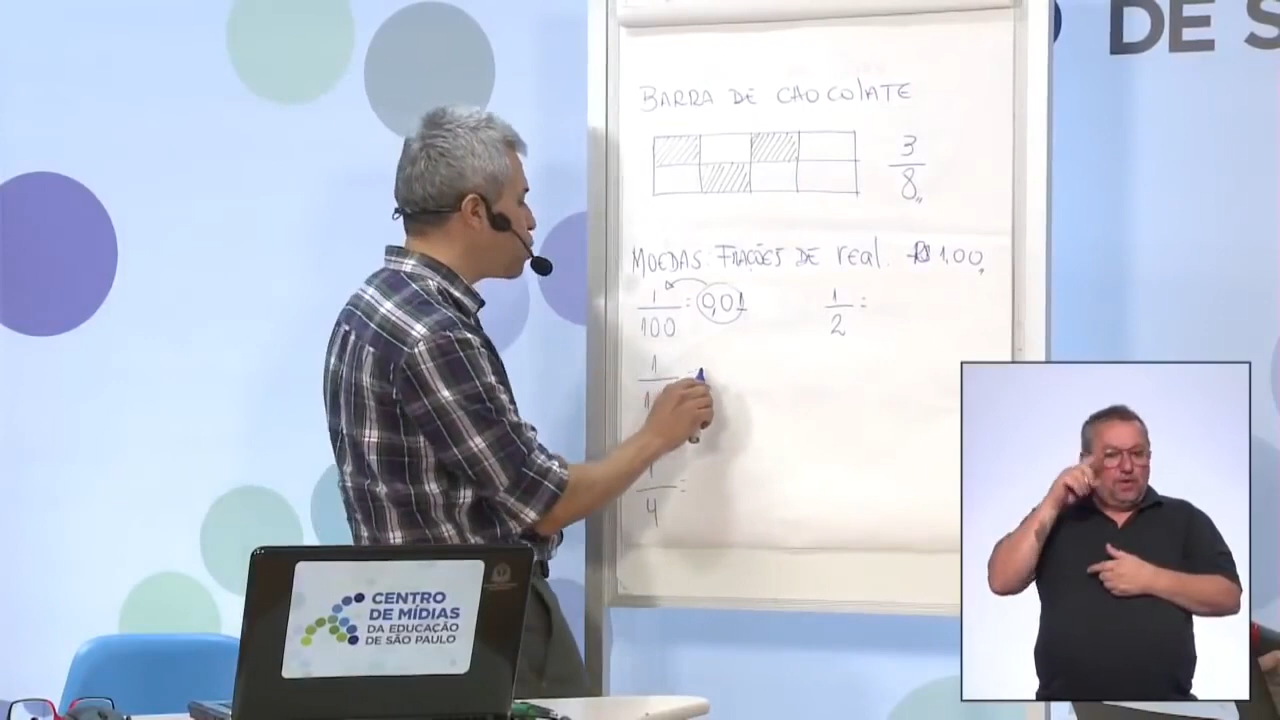 DE S
BARRA DE CHOCOLATE
3
8
MOEDAS: FRAÇÕES DE real. R$ 1,00
1
100
= 0,01
1
2
=
1
4
=
CENTRO
DE MÍDIAS
DA EDUCAÇÃO
DE SÃO PAULO